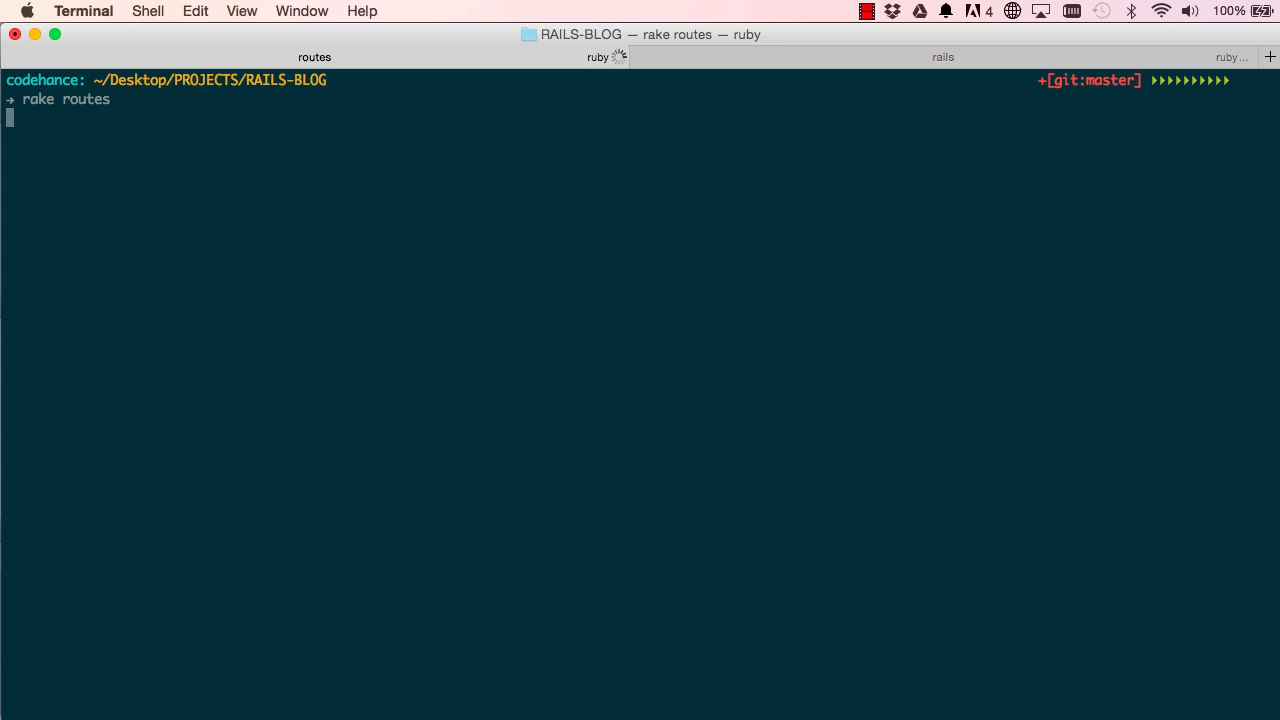 Terminal Shell Edit View Window Help 4 100%
RAILS-BLOG — rake routes — ruby
routes ruby rails ruby... +
codehance: ~/Desktop/PROJECTS/RAILS-BLOG +[git:master]
→ rake routes